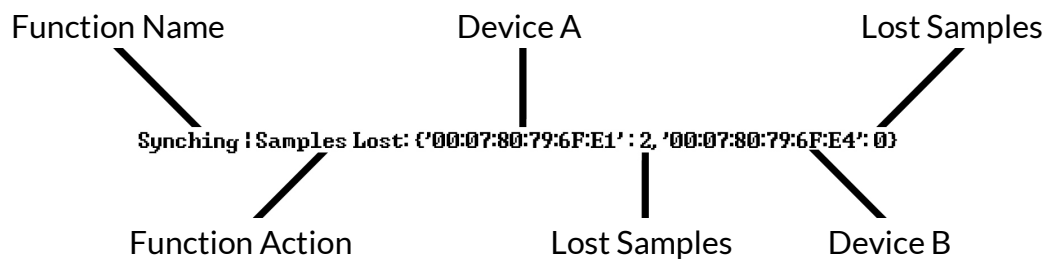 Function Name Device A Lost Samples
Synching | Samples Lost: {'00:07:80:79:6F:E1' : 2, '00:07:80:79:6F:E4': 0}
Function Action Lost Samples Device B